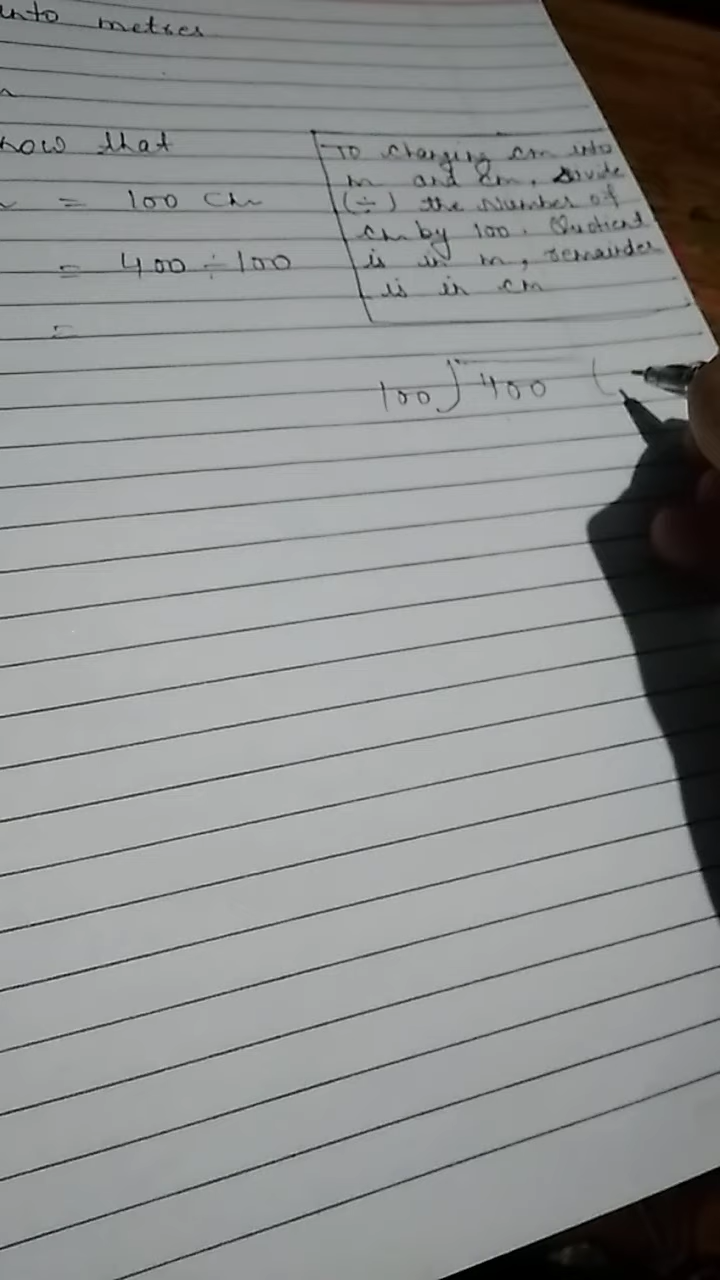 into metres
now that
= 100 cm
= 400 ÷ 100
=
To changing cm into
m and cm, divide
(÷) the Number of
cm by 100. Quotient
is in m, remainder
is in cm
100) 400 (